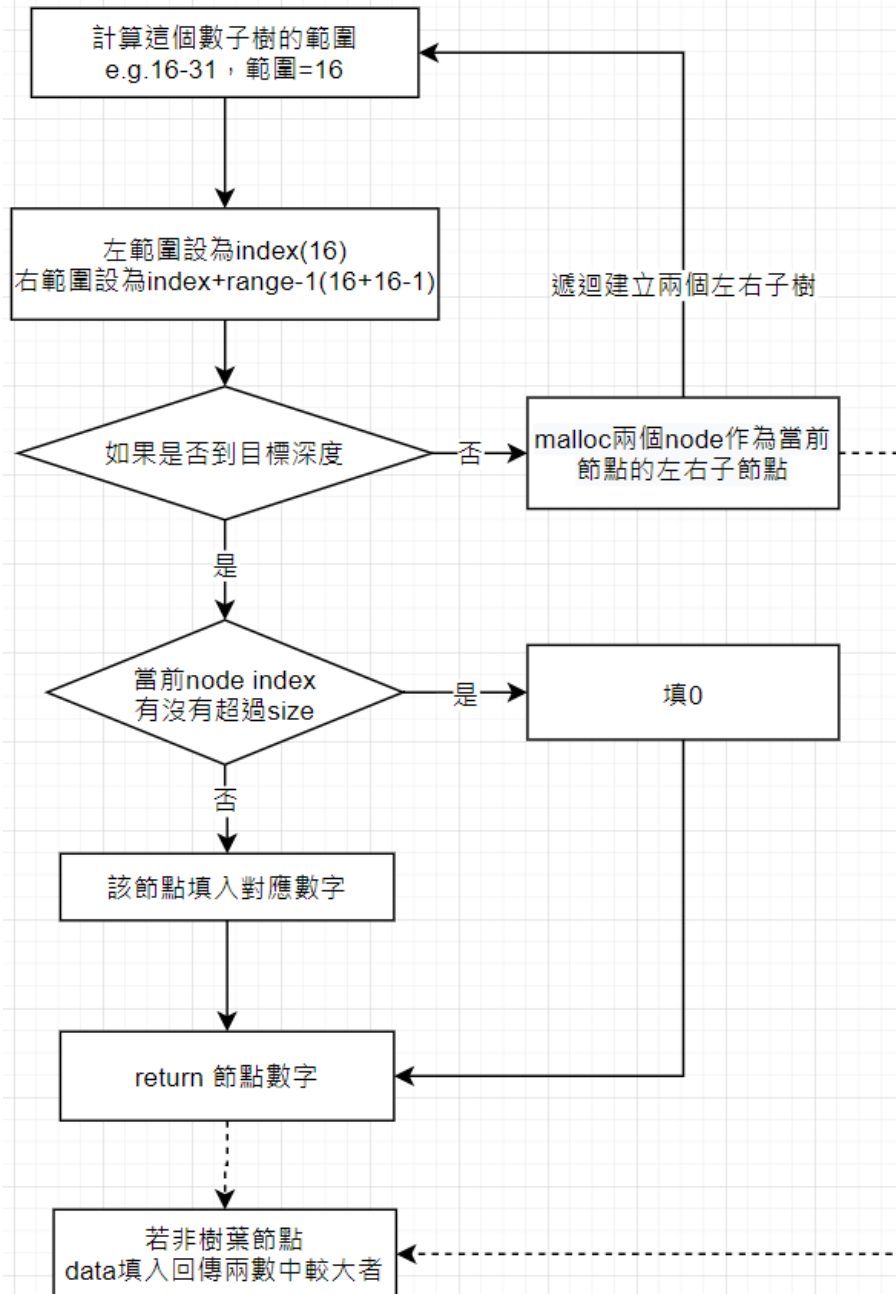 計算這個數子樹的範圍
e.g.16-31，範圍=16
左範圍設為index(16)
右範圍設為index+range-1(16+16-1)
遞迴建立兩個左右子樹
如果是否到目標深度
否
malloc兩個node作為當前
節點的左右子節點
是
當前node index
有沒有超過size
是
填0
否
該節點填入對應數字
return 節點數字
若非樹葉節點
data填入回傳兩數中較大者